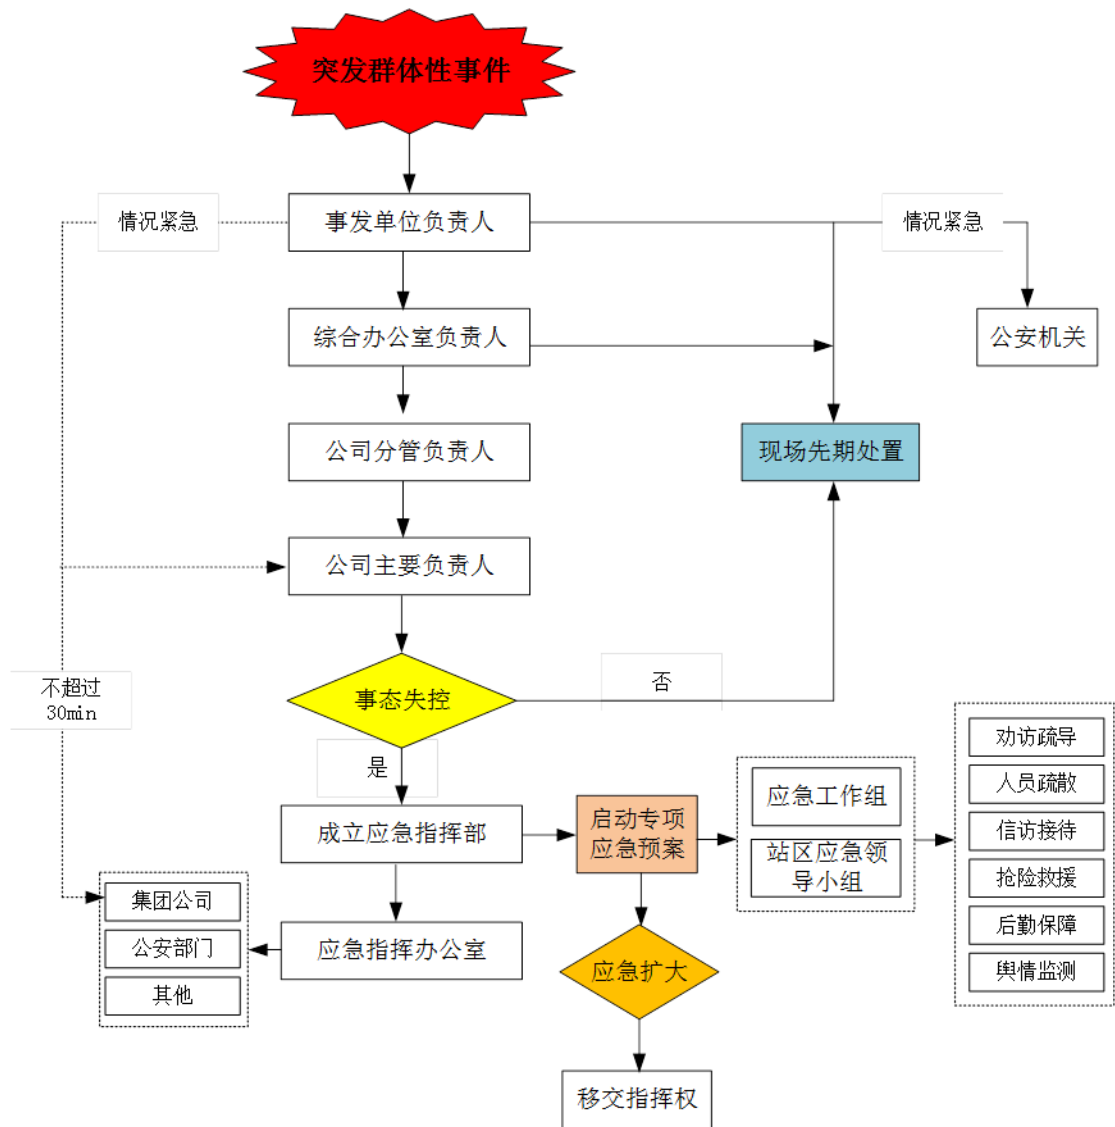 突发群体性事件
情况紧急
事发单位负责人
情况紧急
综合办公室负责人
公安机关
公司分管负责人
现场先期处置
公司主要负责人
不超过
30min
事态失控
否
是
成立应急指挥部
启动专项
应急预案
应急工作组
站区应急领
导小组
劝访疏导
人员疏散
信访接待
抢险救援
后勤保障
舆情监测
集团公司
公安部门
其他
应急指挥办公室
应急扩大
移交指挥权